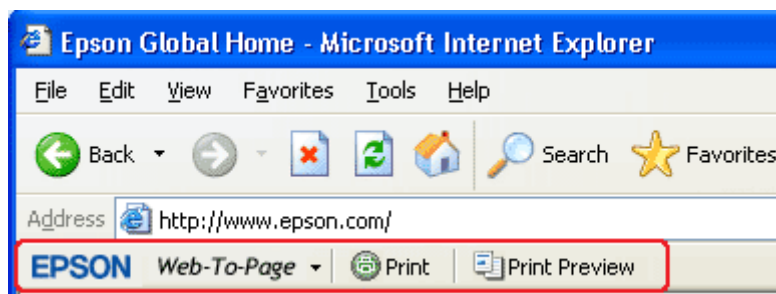 Epson Global Home - Microsoft Internet Explorer
File Edit View Favorites Tools Help
Back Search Favorites
Address http://www.epson.com/
EPSON Web-To-Page Print Print Preview